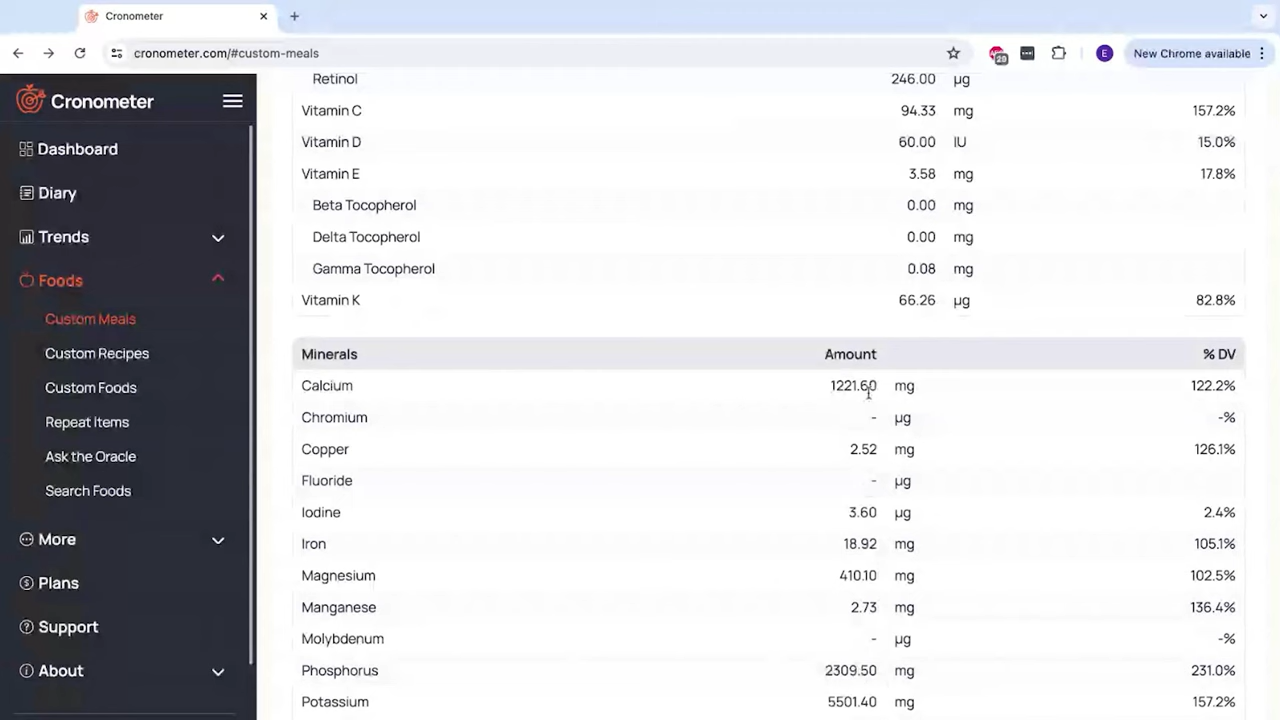 Cronometer
cronometer.com/#custom-meals
20
E
New Chrome available
Cronometer
Dashboard
Diary
Trends
Foods
Custom Meals
Custom Recipes
Custom Foods
Repeat Items
Ask the Oracle
Search Foods
More
Plans
Support
About
Retinol 246.00 µg
Vitamin C 94.33 mg 157.2%
Vitamin D 60.00 IU 15.0%
Vitamin E 3.58 mg 17.8%
Beta Tocopherol 0.00 mg
Delta Tocopherol 0.00 mg
Gamma Tocopherol 0.08 mg
Vitamin K 66.26 µg 82.8%
Minerals Amount % DV
Calcium 1221.60 mg 122.2%
Chromium - µg -%
Copper 2.52 mg 126.1%
Fluoride - µg
Iodine 3.60 µg 2.4%
Iron 18.92 mg 105.1%
Magnesium 410.10 mg 102.5%
Manganese 2.73 mg 136.4%
Molybdenum - µg -%
Phosphorus 2309.50 mg 231.0%
Potassium 5501.40 mg 157.2%